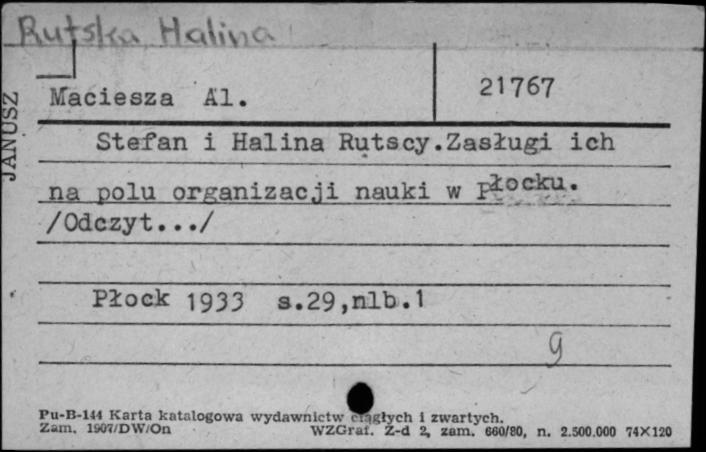 Rutska Halina
JANUSZ
Maciesza Al.
21767
Stefan i Halina Rutscy.Zasługi ich
na polu organizacji nauki w Płocku.
/Odczyt.../
Płock 1933 s.29,nlb.1
g
Pu-B-144 Karta katalogowa wydawnictw ciągłych i zwartych.
Zam. 1907/DW/On WZGraf. Z-d 2, zam. 660/80, n. 2.500.000 74X120